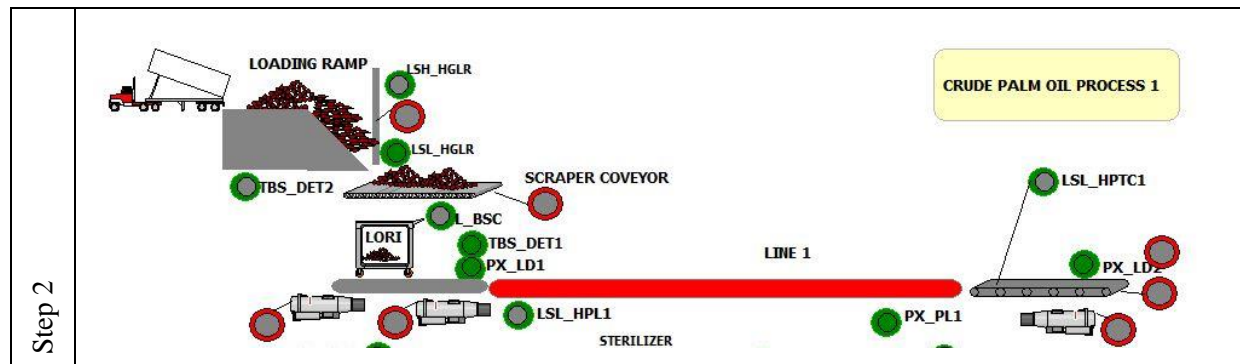 Step 2
LOADING RAMP
LSH_HGLR
CRUDE PALM OIL PROCESS 1
LSL_HGLR
TBS_DET2
SCRAPER COVEYOR
LSL_HPTC1
L_BSC
LORI
TBS_DET1
LINE 1
PX_LD1
PX_LD2
LSL_HPL1
PX_PL1
STERILIZER